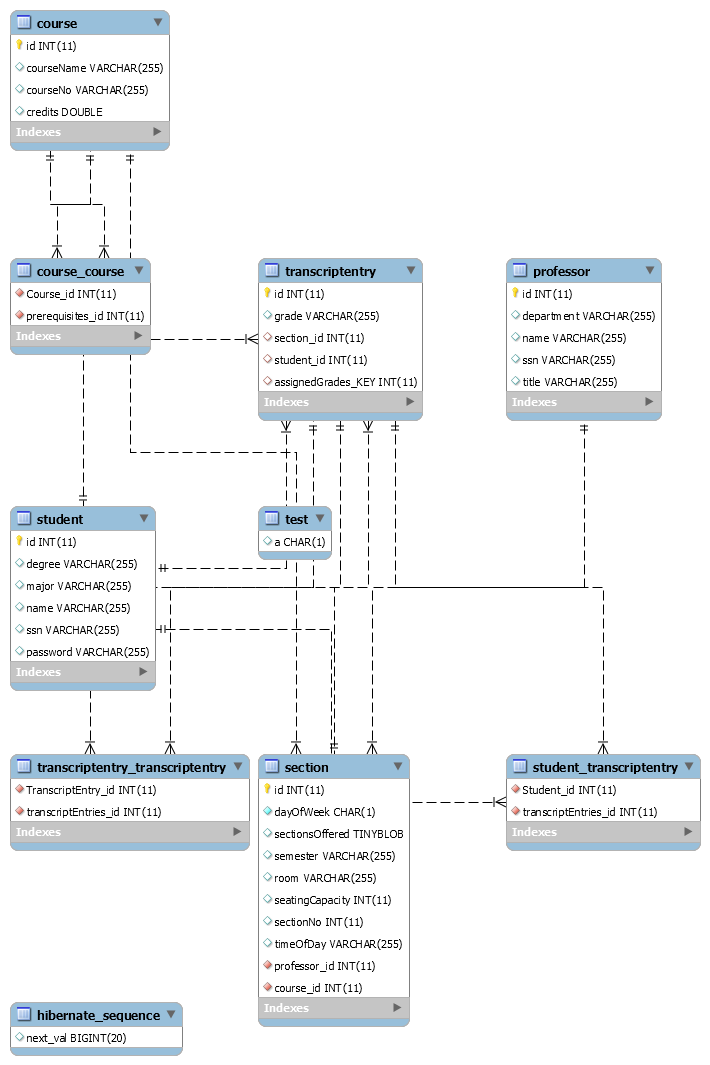 course
id INT(11)
courseName VARCHAR(255)
courseNo VARCHAR(255)
credits DOUBLE
Indexes
course_course
Course_id INT(11)
prerequisites_id INT(11)
Indexes
transcriptentry
id INT(11)
grade VARCHAR(255)
section_id INT(11)
student_id INT(11)
assignedGrades_KEY INT(11)
Indexes
professor
id INT(11)
department VARCHAR(255)
name VARCHAR(255)
ssn VARCHAR(255)
title VARCHAR(255)
Indexes
student
id INT(11)
degree VARCHAR(255)
major VARCHAR(255)
name VARCHAR(255)
ssn VARCHAR(255)
password VARCHAR(255)
Indexes
test
a CHAR(1)
transcriptentry_transcriptentry
TranscriptEntry_id INT(11)
transcriptEntries_id INT(11)
Indexes
section
id INT(11)
dayOfWeek CHAR(1)
sectionsOffered TINYBLOB
semester VARCHAR(255)
room VARCHAR(255)
seatingCapacity INT(11)
sectionNo INT(11)
timeOfDay VARCHAR(255)
professor_id INT(11)
course_id INT(11)
Indexes
student_transcriptentry
Student_id INT(11)
transcriptEntries_id INT(11)
Indexes
hibernate_sequence
next_val BIGINT(20)